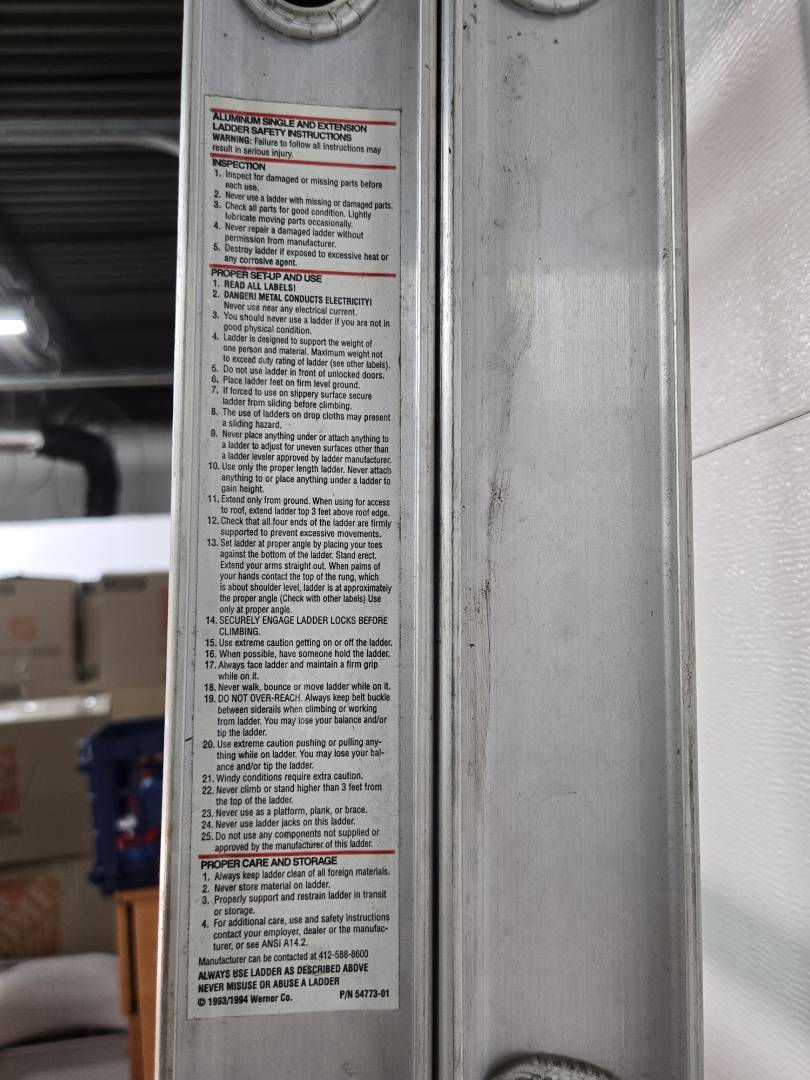 ALUMINUM SINGLE AND EXTENSION
LADDER SAFETY INSTRUCTIONS
WARNING: Failure to follow all instructions may
result in serious injury.
INSPECTION
1. Inspect for damaged or missing parts before
each use.
2. Never use a ladder with missing or damaged parts.
3. Check all parts for good condition. Lightly
lubricate moving parts occasionally.
4. Never repair a damaged ladder without
permission from manufacturer.
5. Destroy ladder if exposed to excessive heat or
any corrosive agent.
PROPER SET-UP AND USE
1. READ ALL LABELS!
2. DANGER! METAL CONDUCTS ELECTRICITY!
Never use near any electrical current.
3. You should never use a ladder if you are not in
good physical condition.
4. Ladder is designed to support the weight of
one person and material. Maximum weight not
to exceed duty rating of ladder (see other labels).
5. Do not use ladder in front of unlocked doors.
6. Place ladder feet on firm level ground.
7. If forced to use on slippery surface secure
ladder from sliding before climbing.
8. The use of ladders on drop cloths may present
a sliding hazard.
9. Never place anything under or attach anything to
a ladder to adjust for uneven surfaces other than
a ladder leveler approved by ladder manufacturer.
10. Use only the proper length ladder. Never attach
anything to or place anything under a ladder to
gain height.
11. Extend only from ground. When using for access
to roof, extend ladder top 3 feet above roof edge.
12. Check that all four ends of the ladder are firmly
supported to prevent excessive movements.
13. Set ladder at proper angle by placing your toes
against the bottom of the ladder. Stand erect.
Extend your arms straight out. When palms of
your hands contact the top of the rung, which
is about shoulder level, ladder is at approximately
the proper angle (Check with other labels) Use
only at proper angle.
14. SECURELY ENGAGE LADDER LOCKS BEFORE
CLIMBING.
15. Use extreme caution getting on or off the ladder.
16. When possible, have someone hold the ladder.
17. Always face ladder and maintain a firm grip
while on it.
18. Never walk, bounce or move ladder while on it.
19. DO NOT OVER-REACH. Always keep belt buckle
between siderails when climbing or working
from ladder. You may lose your balance and/or
tip the ladder.
20. Use extreme caution pushing or pulling any-
thing while on ladder. You may lose your bal-
ance and/or tip the ladder.
21. Windy conditions require extra caution.
22. Never climb or stand higher than 3 feet from
the top of the ladder.
23. Never use as a platform, plank, or brace.
24. Never use ladder jacks on this ladder.
25. Do not use any components not supplied or
approved by the manufacturer of this ladder.
PROPER CARE AND STORAGE
1. Always keep ladder clean of all foreign materials.
2. Never store material on ladder.
3. Properly support and restrain ladder in transit
or storage.
4. For additional care, use and safety instructions
contact your employer, dealer or the manufac-
turer, or see ANSI A14.2.
Manufacturer can be contacted at 412-588-8600
ALWAYS USE LADDER AS DESCRIBED ABOVE
NEVER MISUSE OR ABUSE A LADDER
© 1993/1994 Werner Co. P/N 54773-01